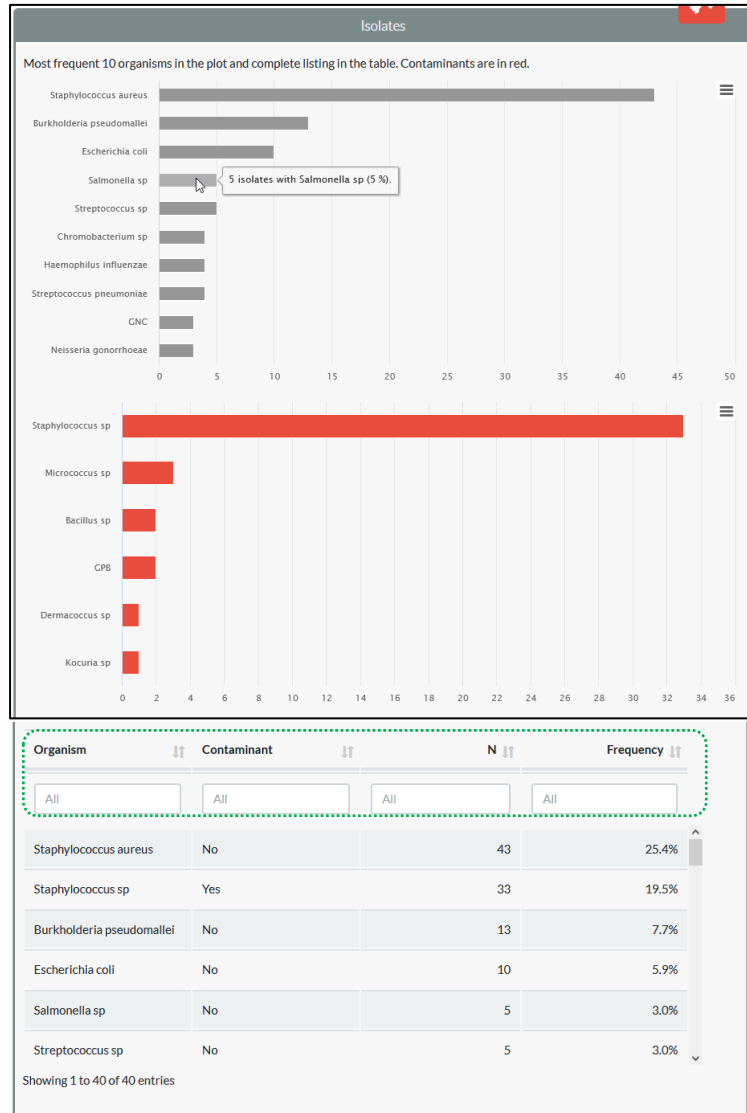 Isolates
Most frequent 10 organisms in the plot and complete listing in the table. Contaminants are in red.
Staphylococcus aureus
Burkholderia pseudomallei
Escherichia coli
Salmonella sp
5 isolates with Salmonella sp (5 %).
Streptococcus sp
Chromobacterium sp
Haemophilus influenzae
Streptococcus pneumoniae
GNC
Neisseria gonorrhoeae
0 5 10 15 20 25 30 35 40 45 50
Staphylococcus sp
Micrococcus sp
Bacillus sp
GPB
Dermacoccus sp
Kocuria sp
0 2 4 6 8 10 12 14 16 18 20 22 24 26 28 30 32 34 36
Organism Contaminant N Frequency
All All All All
Staphylococcus aureus No 43 25.4%
Staphylococcus sp Yes 33 19.5%
Burkholderia pseudomallei No 13 7.7%
Escherichia coli No 10 5.9%
Salmonella sp No 5 3.0%
Streptococcus sp No 5 3.0%
Showing 1 to 40 of 40 entries